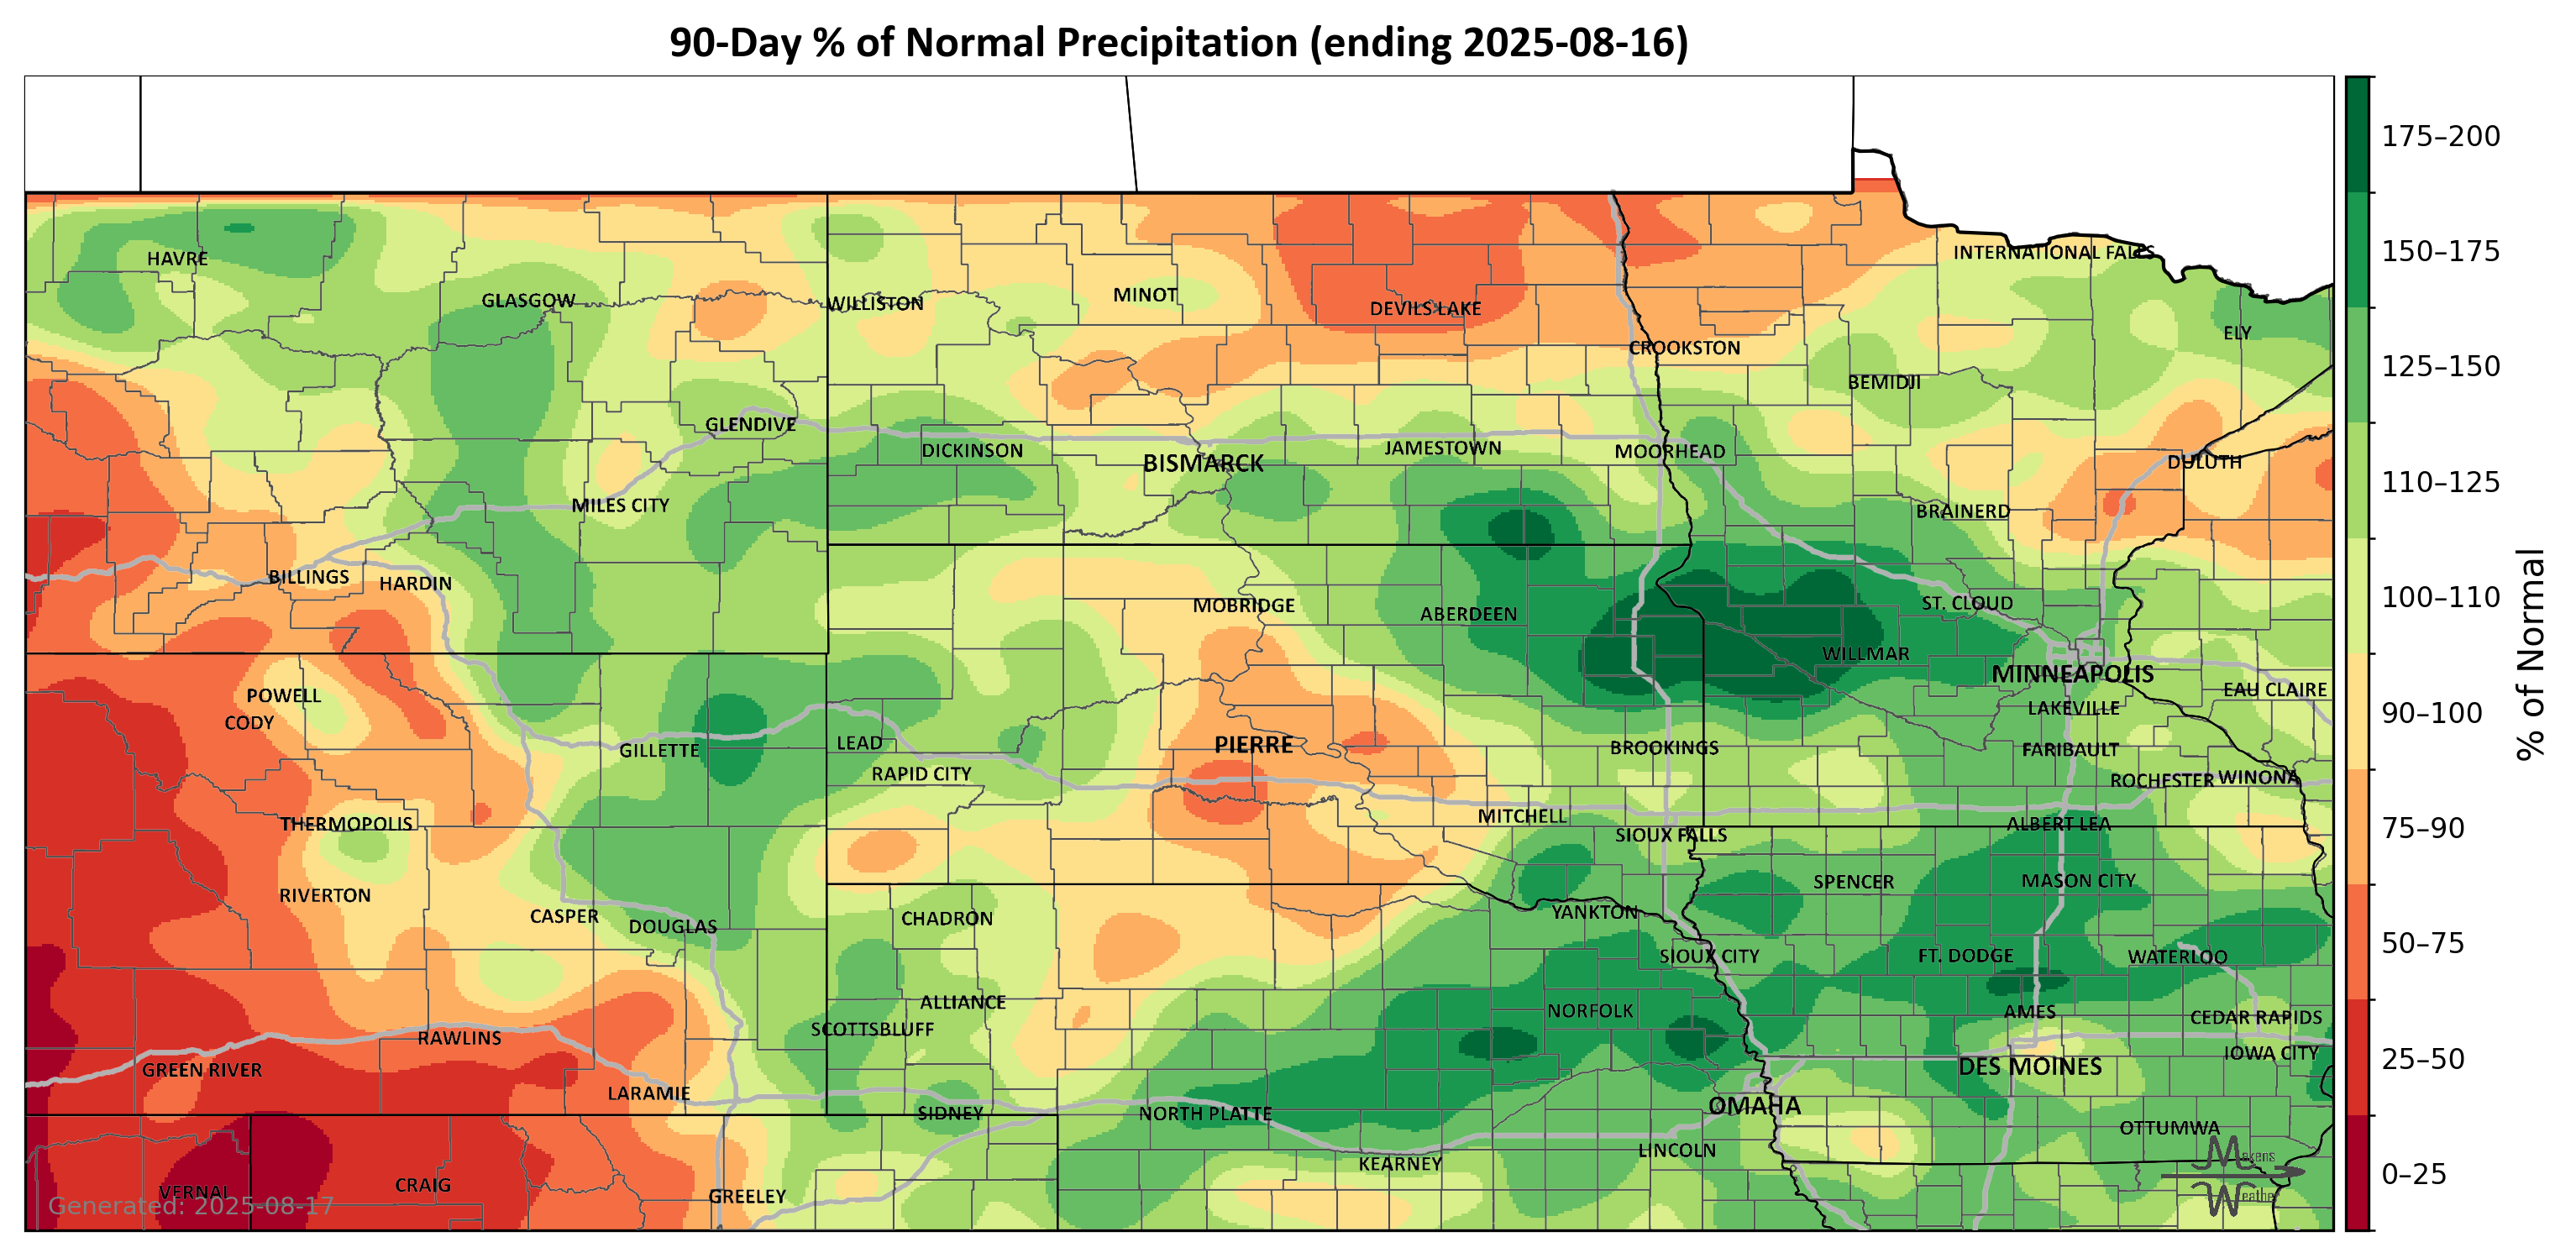 90-Day % of Normal Precipitation (ending 2025-08-16)
175–200
INTERNATIONAL FALLS
150–175
HAVRE
GLASGOW
WILLISTON
MINOT
DEVILS LAKE
ELY
125–150
CROOKSTON
BEMIDJI
GLENDIVE
DICKINSON
BISMARCK
JAMESTOWN
MOORHEAD
DULUTH
110–125
MILES CITY
BRAINERD
BILLINGS
HARDIN
MOBRIDGE
ABERDEEN
ST. CLOUD
100–110
WILLMAR
MINNEAPOLIS
EAU CLAIRE
% of Normal
POWELL
CODY
LAKEVILLE
90–100
GILLETTE
LEAD
PIERRE
BROOKINGS
FARIBAULT
RAPID CITY
ROCHESTER
WINONA
THERMOPOLIS
MITCHELL
SIOUX FALLS
ALBERT LEA
75–90
RIVERTON
SPENCER
MASON CITY
CASPER
DOUGLAS
CHADRON
YANKTON
SIOUX CITY
FT. DODGE
WATERLOO
50–75
ALLIANCE
NORFOLK
AMES
CEDAR RAPIDS
SCOTTSBLUFF
RAWLINS
GREEN RIVER
DES MOINES
IOWA CITY
25–50
LARAMIE
SIDNEY
NORTH PLATTE
OMAHA
OTTUMWA
KEARNEY
LINCOLN
Makens
Weather
VERNAL
CRAIG
GREELEY
0–25
Generated: 2025-08-17